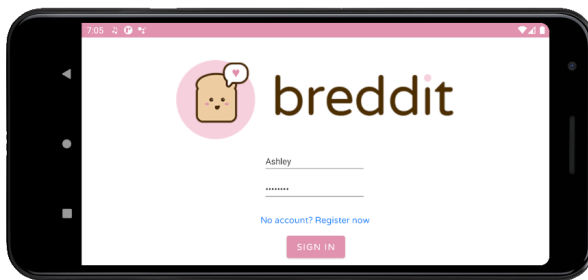 7:05
breddit
Ashley
••••••••
No account? Register now
SIGN IN